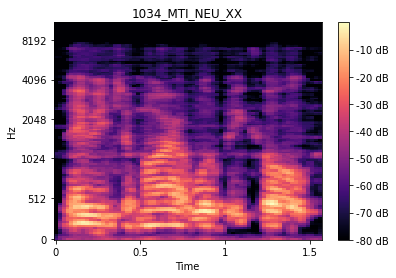 1034_MTI_NEU_XX
8192
4096
2048
1024
512
0
Hz
0
0.5
1
1.5
Time
-10 dB
-20 dB
-30 dB
-40 dB
-50 dB
-60 dB
-70 dB
-80 dB